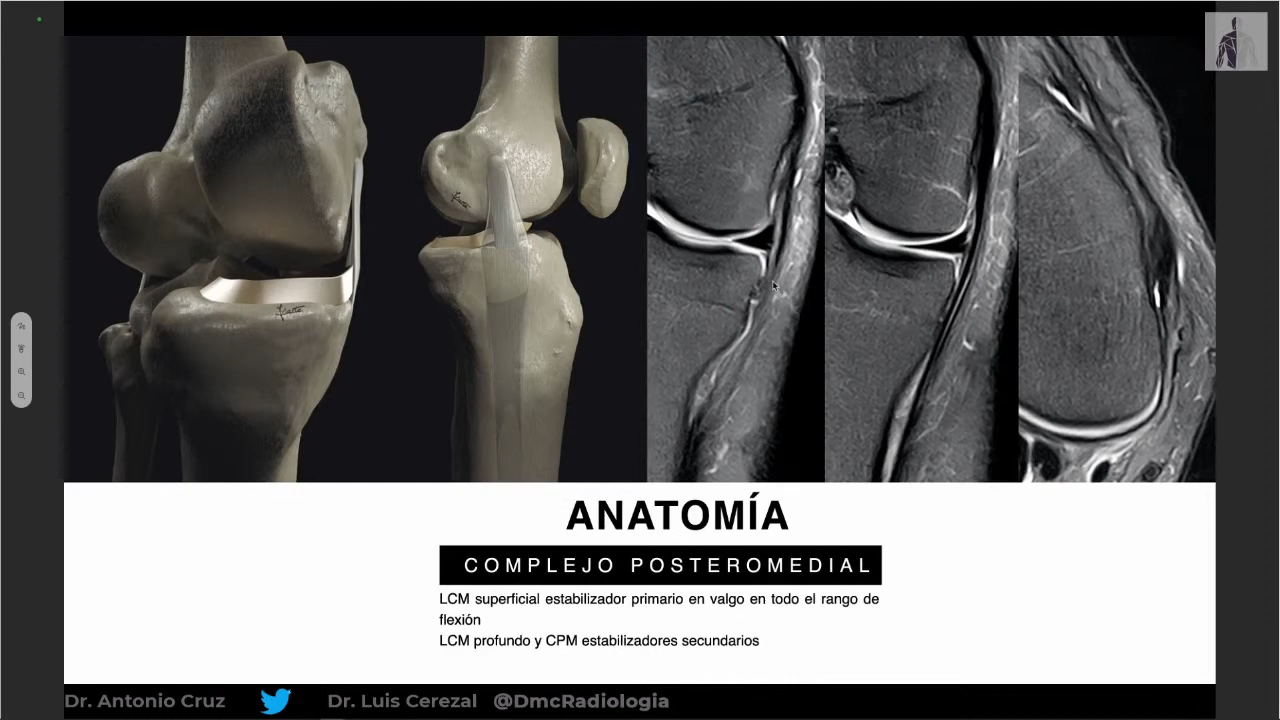 ANATOMÍA
COMPLEJO POSTEROMEDIAL
LCM superficial estabilizador primario en valgo en todo el rango de
flexión
LCM profundo y CPM estabilizadores secundarios
Dr. Antonio Cruz Dr. Luis Cerezal @DmcRadiologia